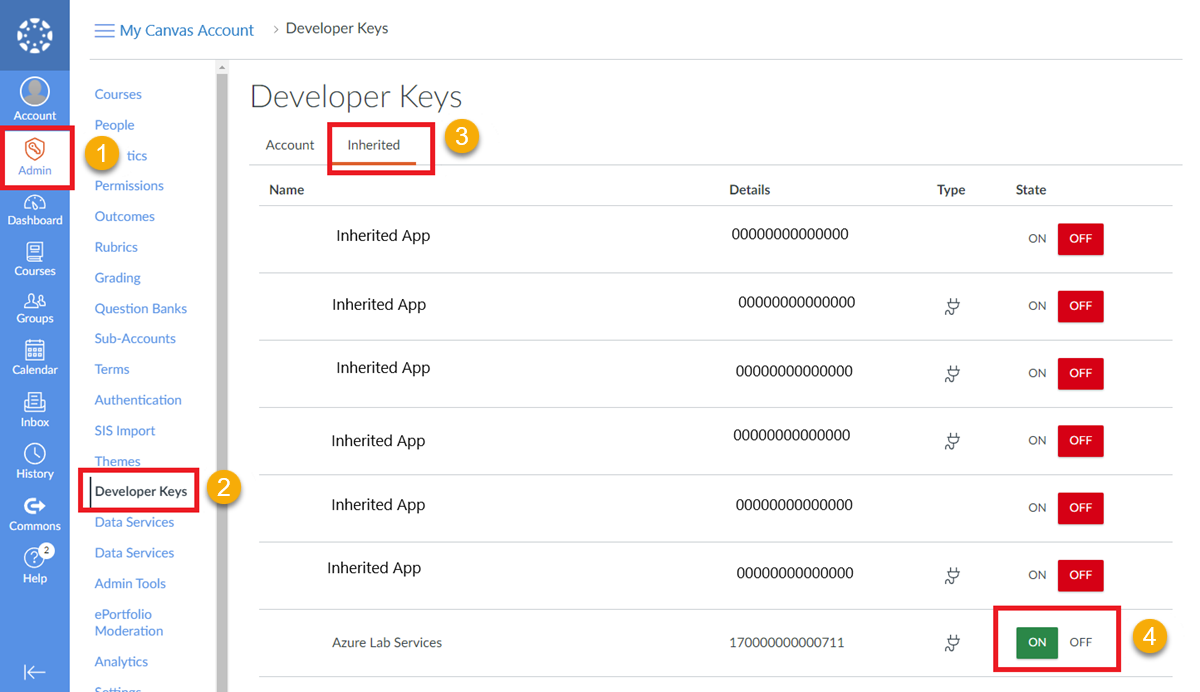 My Canvas Account > Developer Keys
Account
1
Admin
Dashboard
Courses
Groups
Calendar
Inbox
History
Commons
2
Help
Courses
People
tics
Permissions
Outcomes
Rubrics
Grading
Question Banks
Sub-Accounts
Terms
Authentication
SIS Import
Themes
Developer Keys
2
Data Services
Data Services
Admin Tools
ePortfolio
Moderation
Analytics
Settings
Developer Keys
Account Inherited 3
Name Details Type State
Inherited App 00000000000000 ON OFF
Inherited App 00000000000000 ON OFF
Inherited App 00000000000000 ON OFF
Inherited App 00000000000000 ON OFF
Inherited App 00000000000000 ON OFF
Inherited App 00000000000000 ON OFF
Azure Lab Services 170000000000711 ON OFF 4